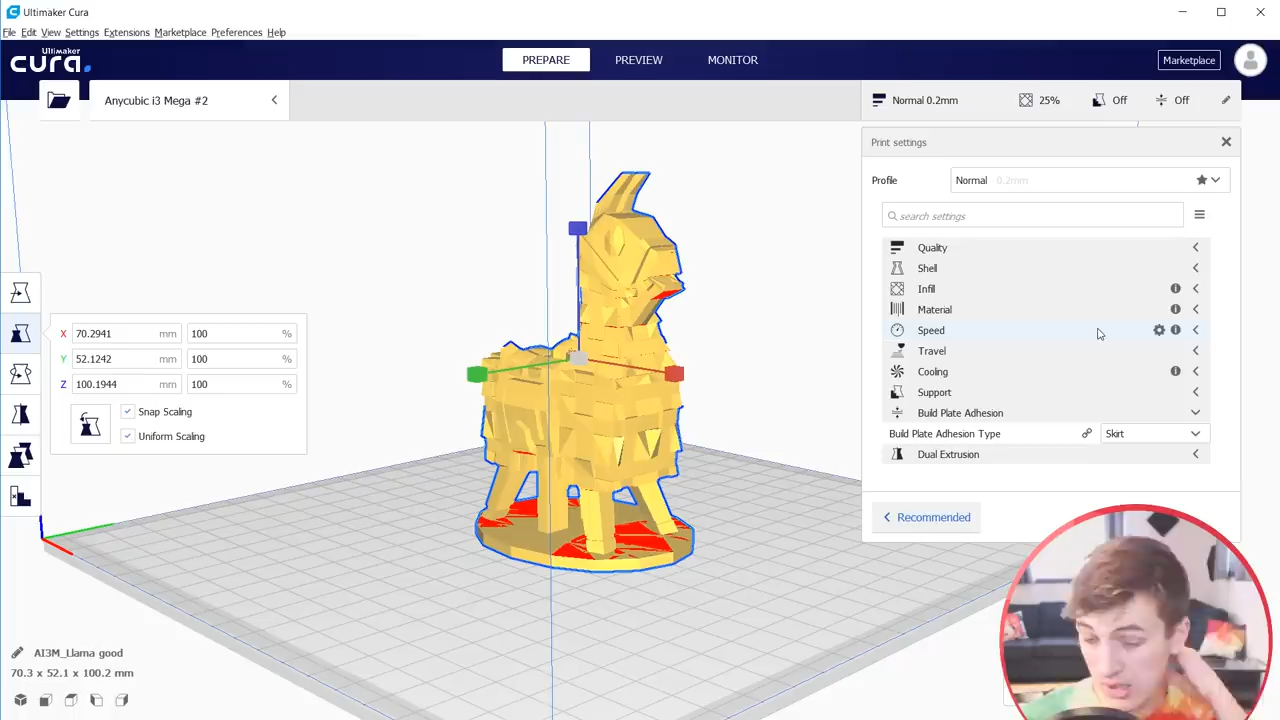 Ultimaker Cura
File Edit View Settings Extensions Marketplace Preferences Help
Ultimaker
cura.
PREPARE
PREVIEW
MONITOR
Marketplace
Anycubic i3 Mega #2
Normal 0.2mm
25%
Off
Off
Print settings
Profile
Normal 0.2mm
search settings
Quality
Shell
Infill
Material
Speed
Travel
Cooling
Support
Build Plate Adhesion
Build Plate Adhesion Type
Skirt
Dual Extrusion
Recommended
X 70.2941 mm 100 %
Y 52.1242 mm 100 %
Z 100.1944 mm 100 %
Snap Scaling
Uniform Scaling
AI3M_Llama good
70.3 x 52.1 x 100.2 mm